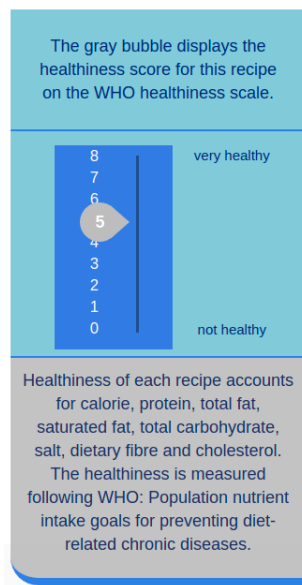 The gray bubble displays the
healthiness score for this recipe
on the WHO healthiness scale.
8 very healthy
7
6
5
4
3
2
1
0 not healthy
Healthiness of each recipe accounts
for calorie, protein, total fat,
saturated fat, total carbohydrate,
salt, dietary fibre and cholesterol.
The healthiness is measured
following WHO: Population nutrient
intake goals for preventing diet-
related chronic diseases.